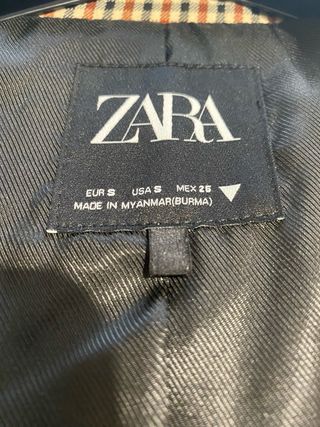 ZARA
EUR S USA S MEX 26
MADE IN MYANMAR(BURMA)